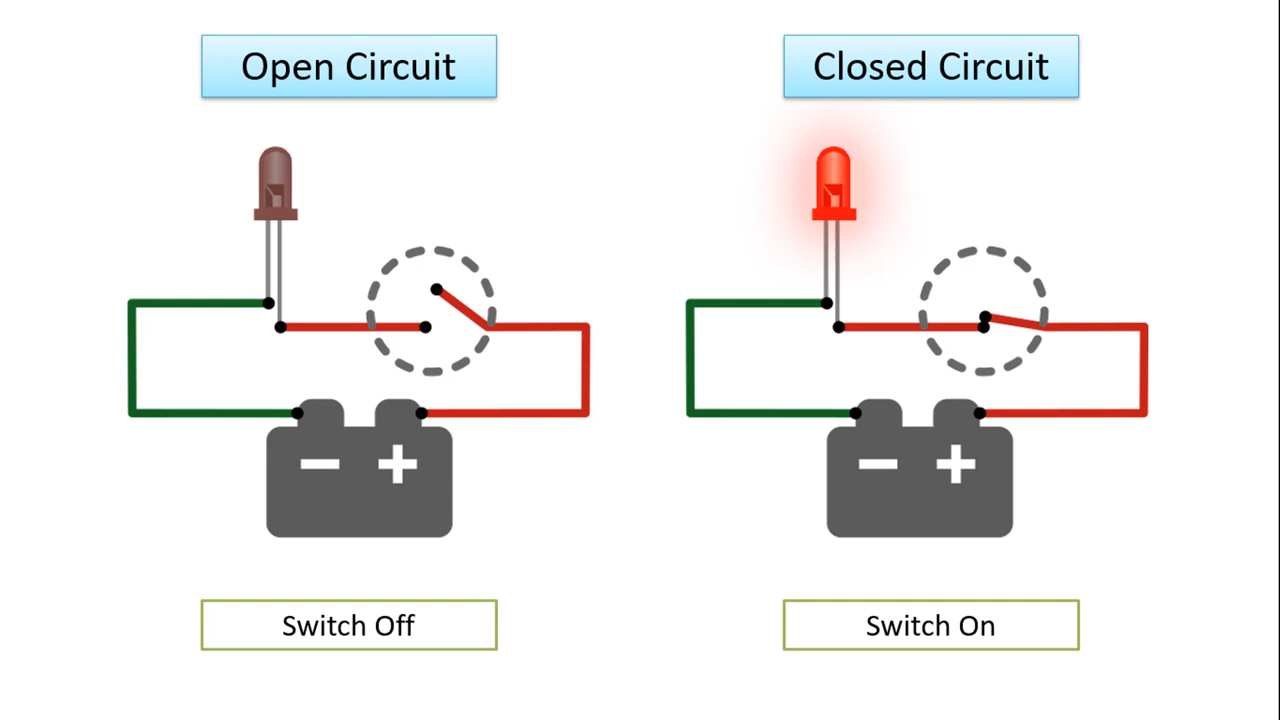 Open Circuit
Closed Circuit
− +
− +
Switch Off
Switch On